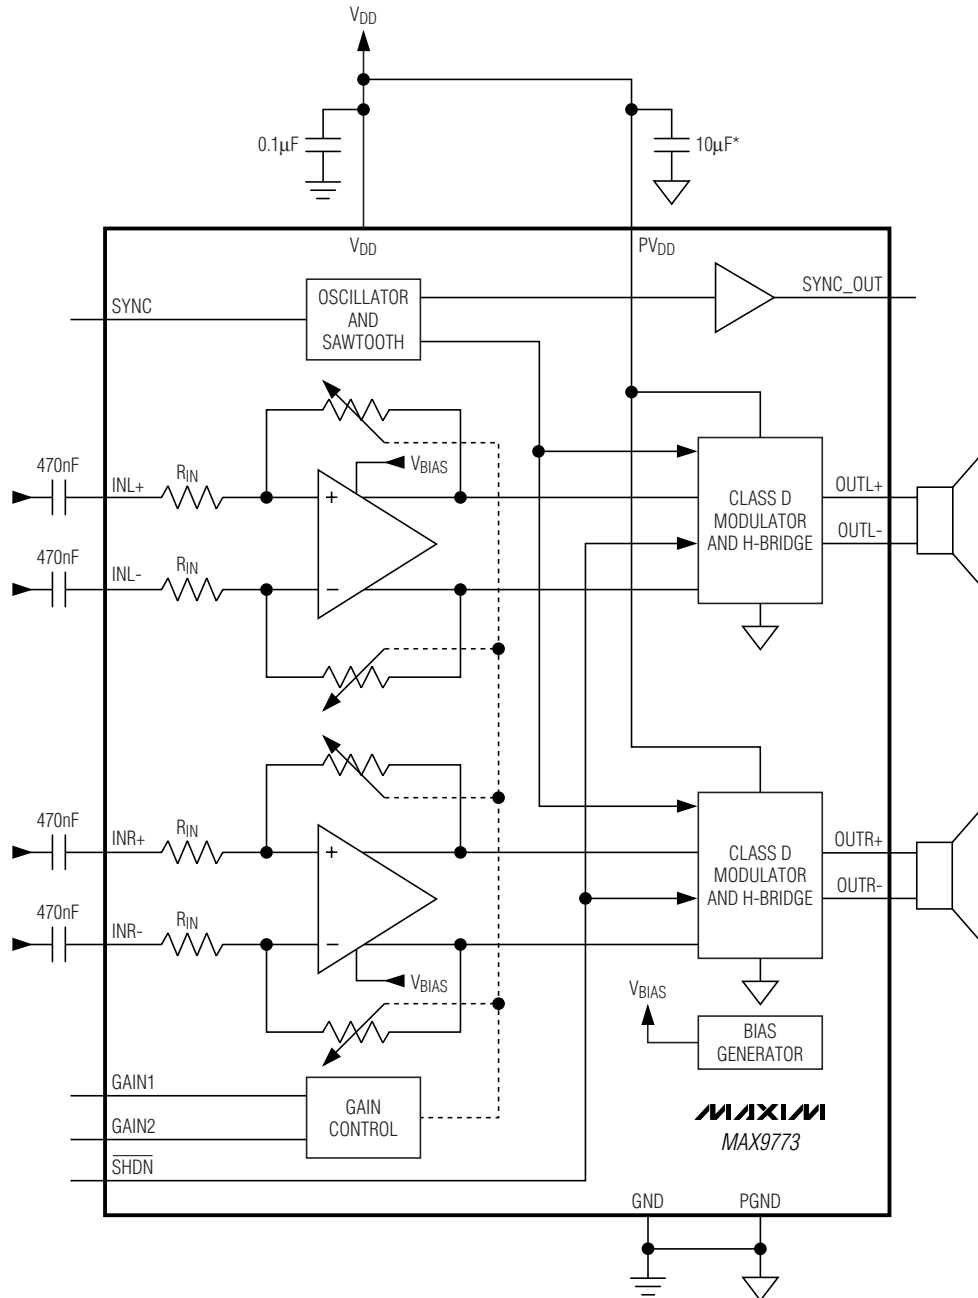 VDD
0.1µF
10µF*
VDD
PVDD
SYNC
OSCILLATOR
AND
SAWTOOTH
SYNC_OUT
470nF
INL+
RIN
VBIAS
+
CLASS D
MODULATOR
AND H-BRIDGE
OUTL+
OUTL-
470nF
INL-
RIN
−
470nF
INR+
RIN
+
CLASS D
MODULATOR
AND H-BRIDGE
OUTR+
OUTR-
470nF
INR-
RIN
−
VBIAS
VBIAS
BIAS
GENERATOR
GAIN1
GAIN2
GAIN
CONTROL
SHDN
MAXIM
MAX9773
GND
PGND